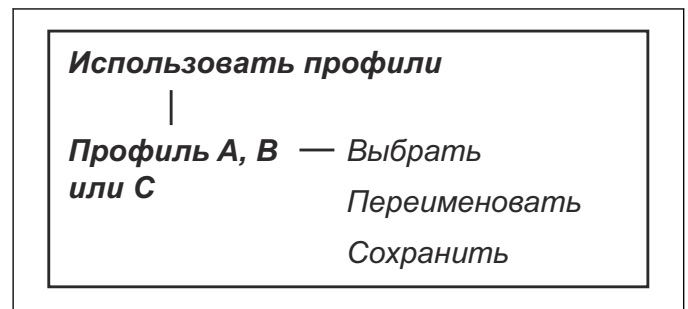 Использовать профили
Профиль A, B — Выбрать
или C
Переименовать
Сохранить